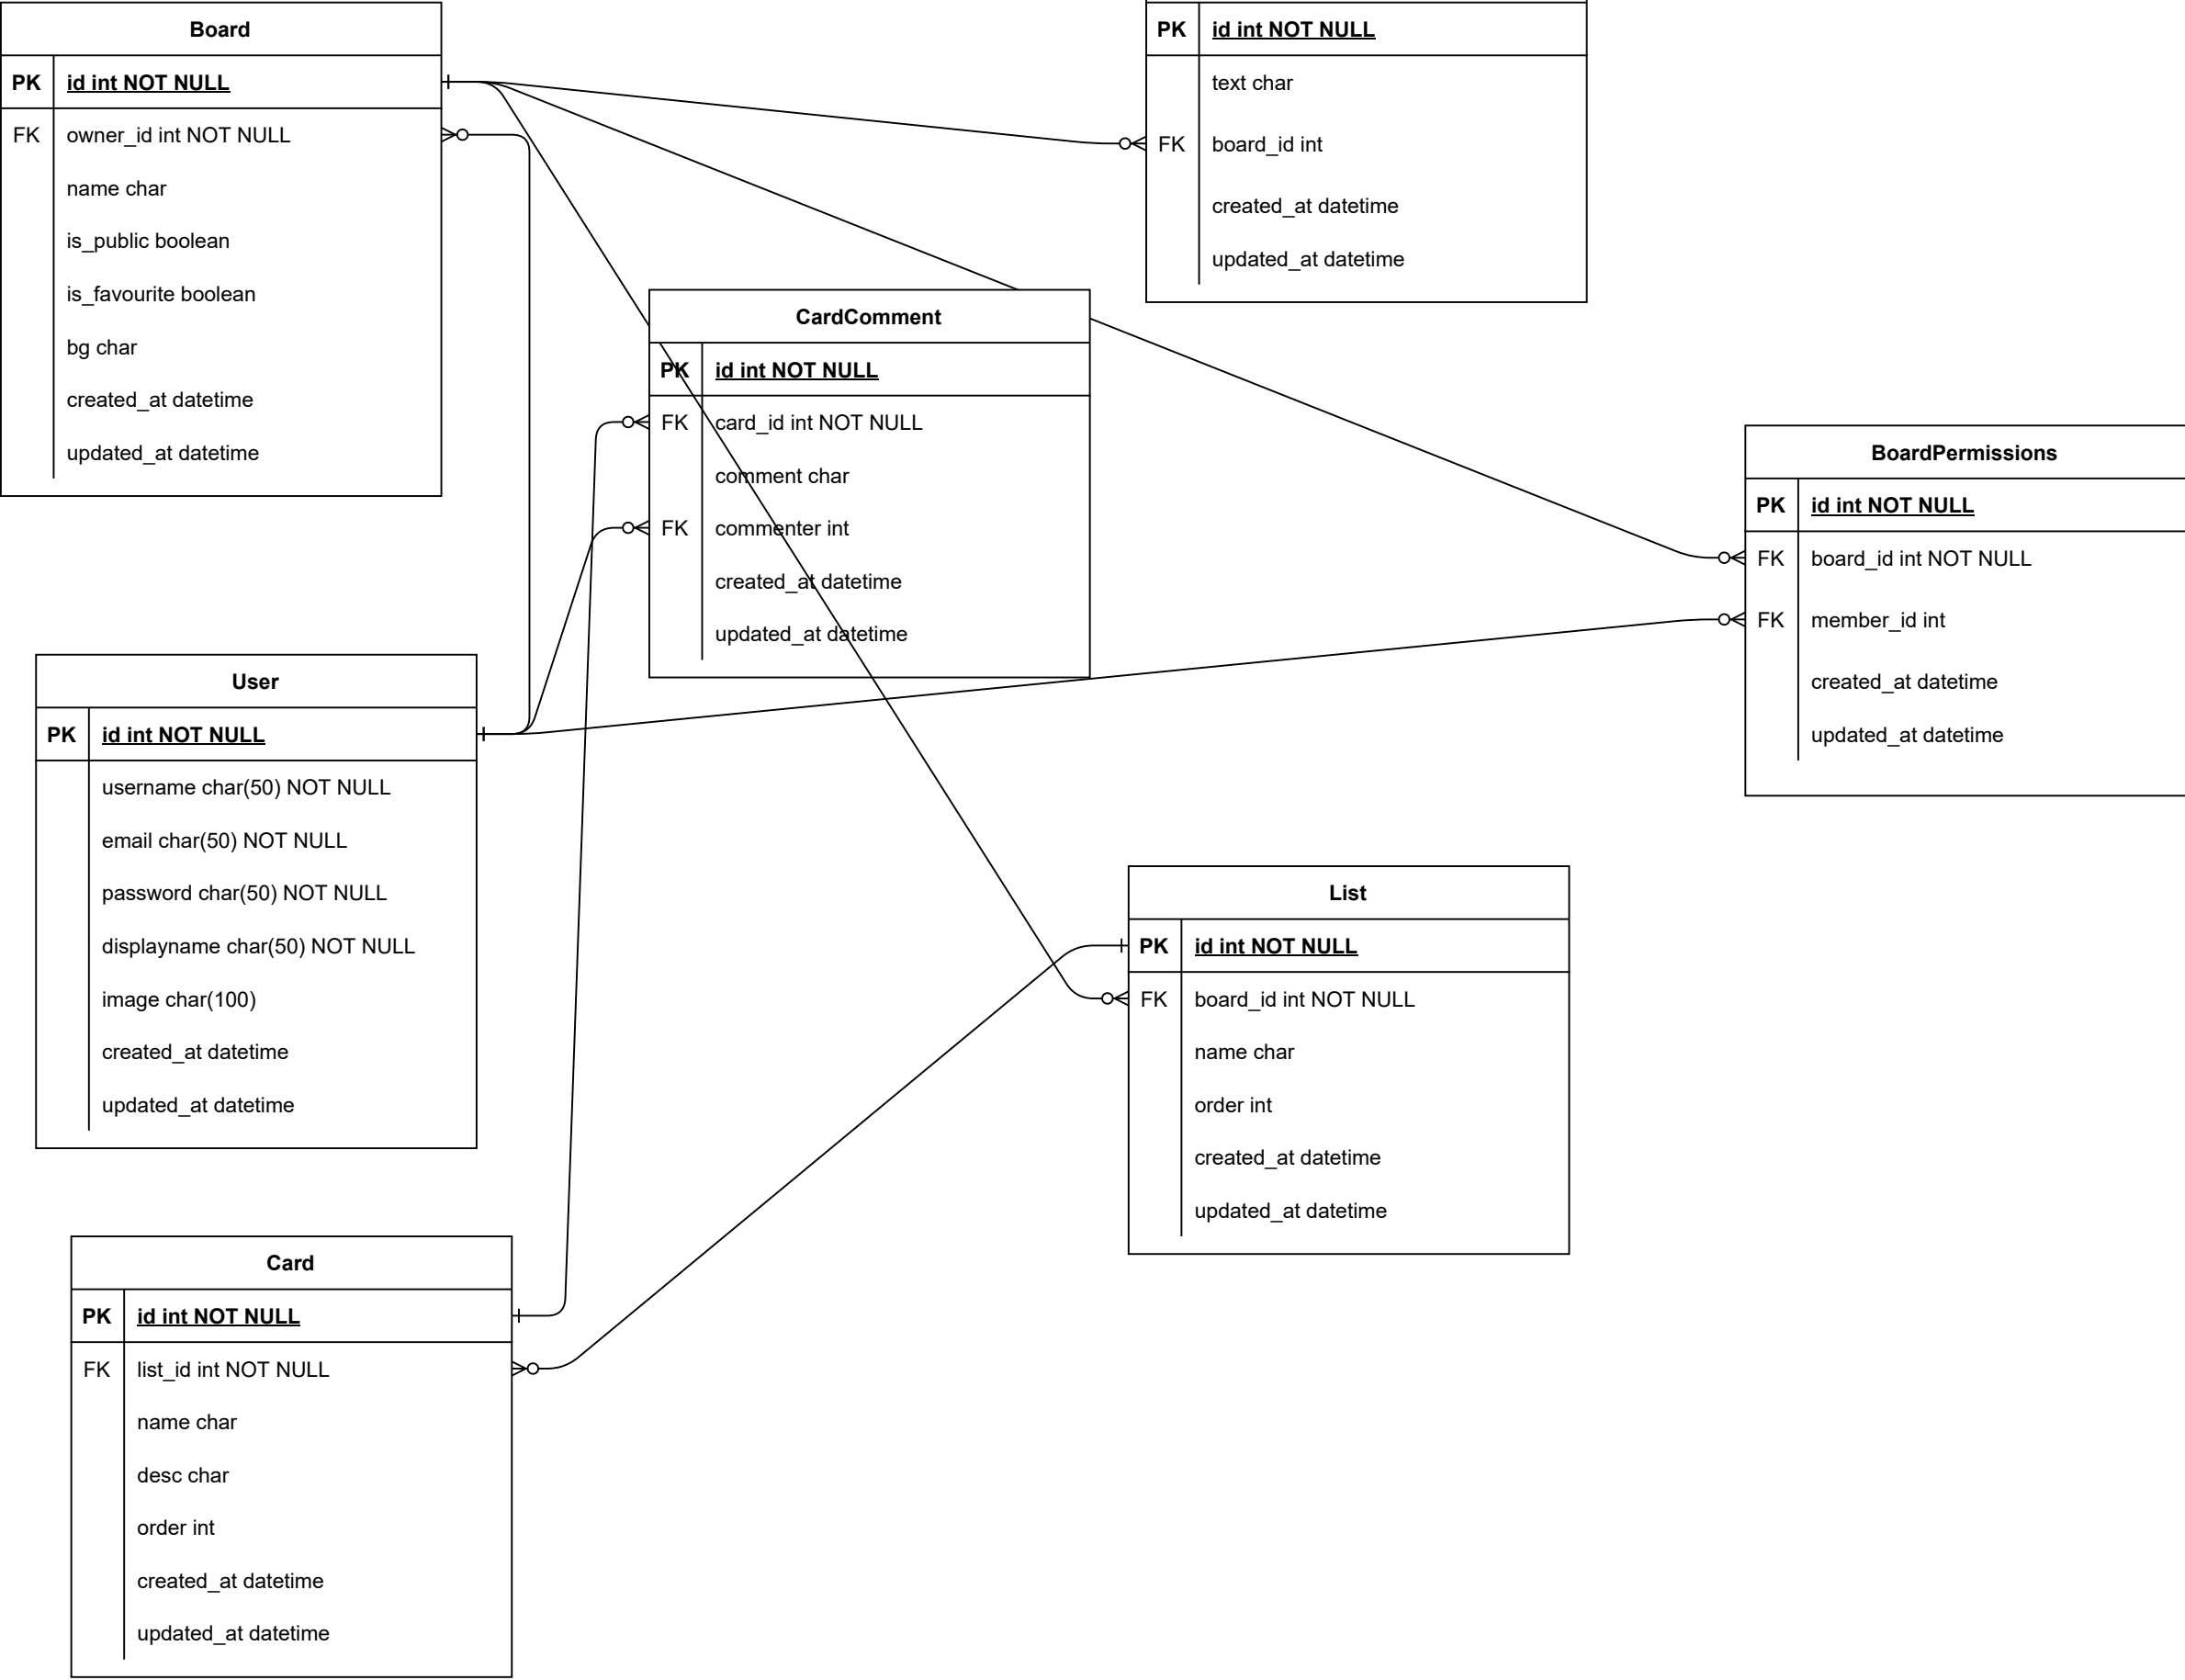 Board
PK id int NOT NULL
FK owner_id int NOT NULL
name char
is_public boolean
is_favourite boolean
bg char
created_at datetime
updated_at datetime
PK id int NOT NULL
text char
FK board_id int
created_at datetime
updated_at datetime
CardComment
PK id int NOT NULL
FK card_id int NOT NULL
comment char
FK commenter int
created_at datetime
updated_at datetime
BoardPermissions
PK id int NOT NULL
FK board_id int NOT NULL
FK member_id int
created_at datetime
updated_at datetime
User
PK id int NOT NULL
username char(50) NOT NULL
email char(50) NOT NULL
password char(50) NOT NULL
displayname char(50) NOT NULL
image char(100)
created_at datetime
updated_at datetime
List
PK id int NOT NULL
FK board_id int NOT NULL
name char
order int
created_at datetime
updated_at datetime
Card
PK id int NOT NULL
FK list_id int NOT NULL
name char
desc char
order int
created_at datetime
updated_at datetime